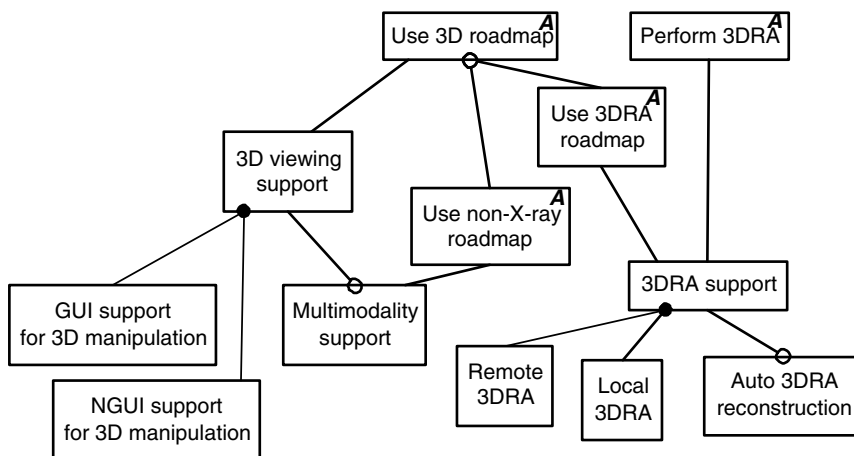 Use 3D roadmap A
Perform 3DRA A
Use 3DRA A
roadmap
3D viewing
support
Use non-X-ray A
roadmap
3DRA support
GUI support
for 3D manipulation
Multimodality
support
Remote
3DRA
Local
3DRA
Auto 3DRA
reconstruction
NGUI support
for 3D manipulation